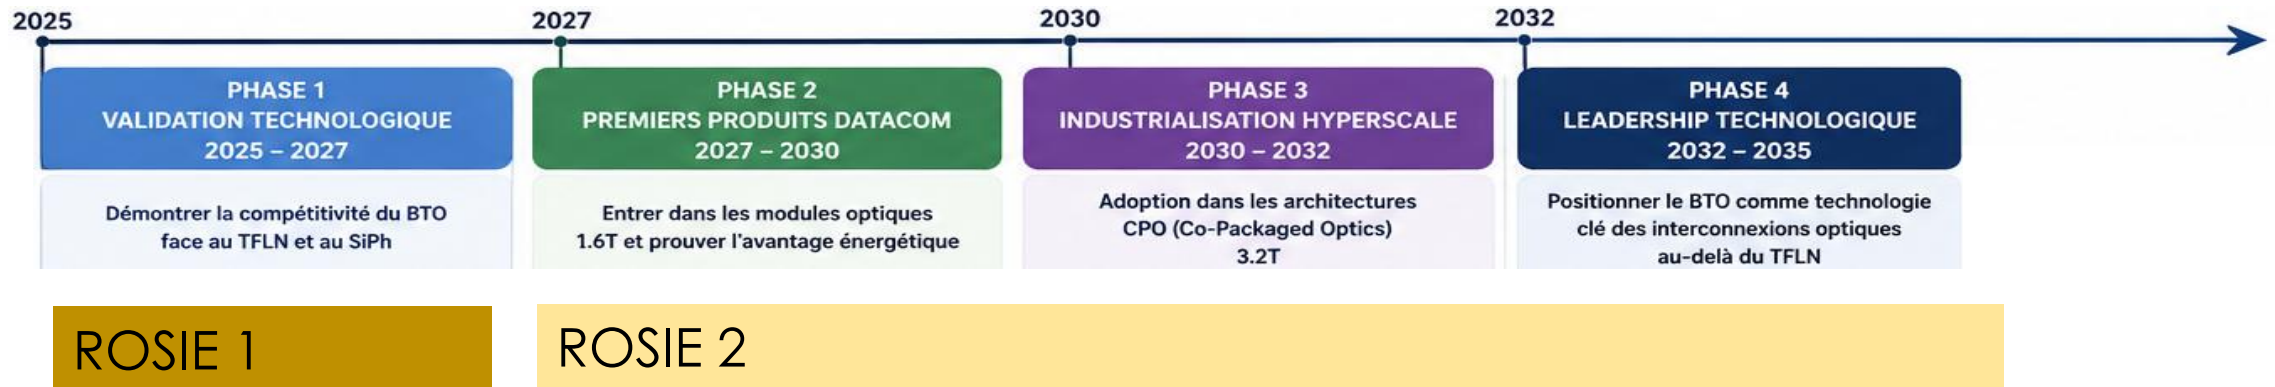 2025
2027
2030
2032
PHASE 1
VALIDATION TECHNOLOGIQUE
2025 – 2027
Démontrer la compétitivité du BTO
face au TFLN et au SiPh
PHASE 2
PREMIERS PRODUITS DATACOM
2027 – 2030
Entrer dans les modules optiques
1.6T et prouver l'avantage énergétique
PHASE 3
INDUSTRIALISATION HYPERSCALE
2030 – 2032
Adoption dans les architectures
CPO (Co-Packaged Optics)
3.2T
PHASE 4
LEADERSHIP TECHNOLOGIQUE
2032 – 2035
Positionner le BTO comme technologie
clé des interconnexions optiques
au-delà du TFLN
ROSIE 1
ROSIE 2